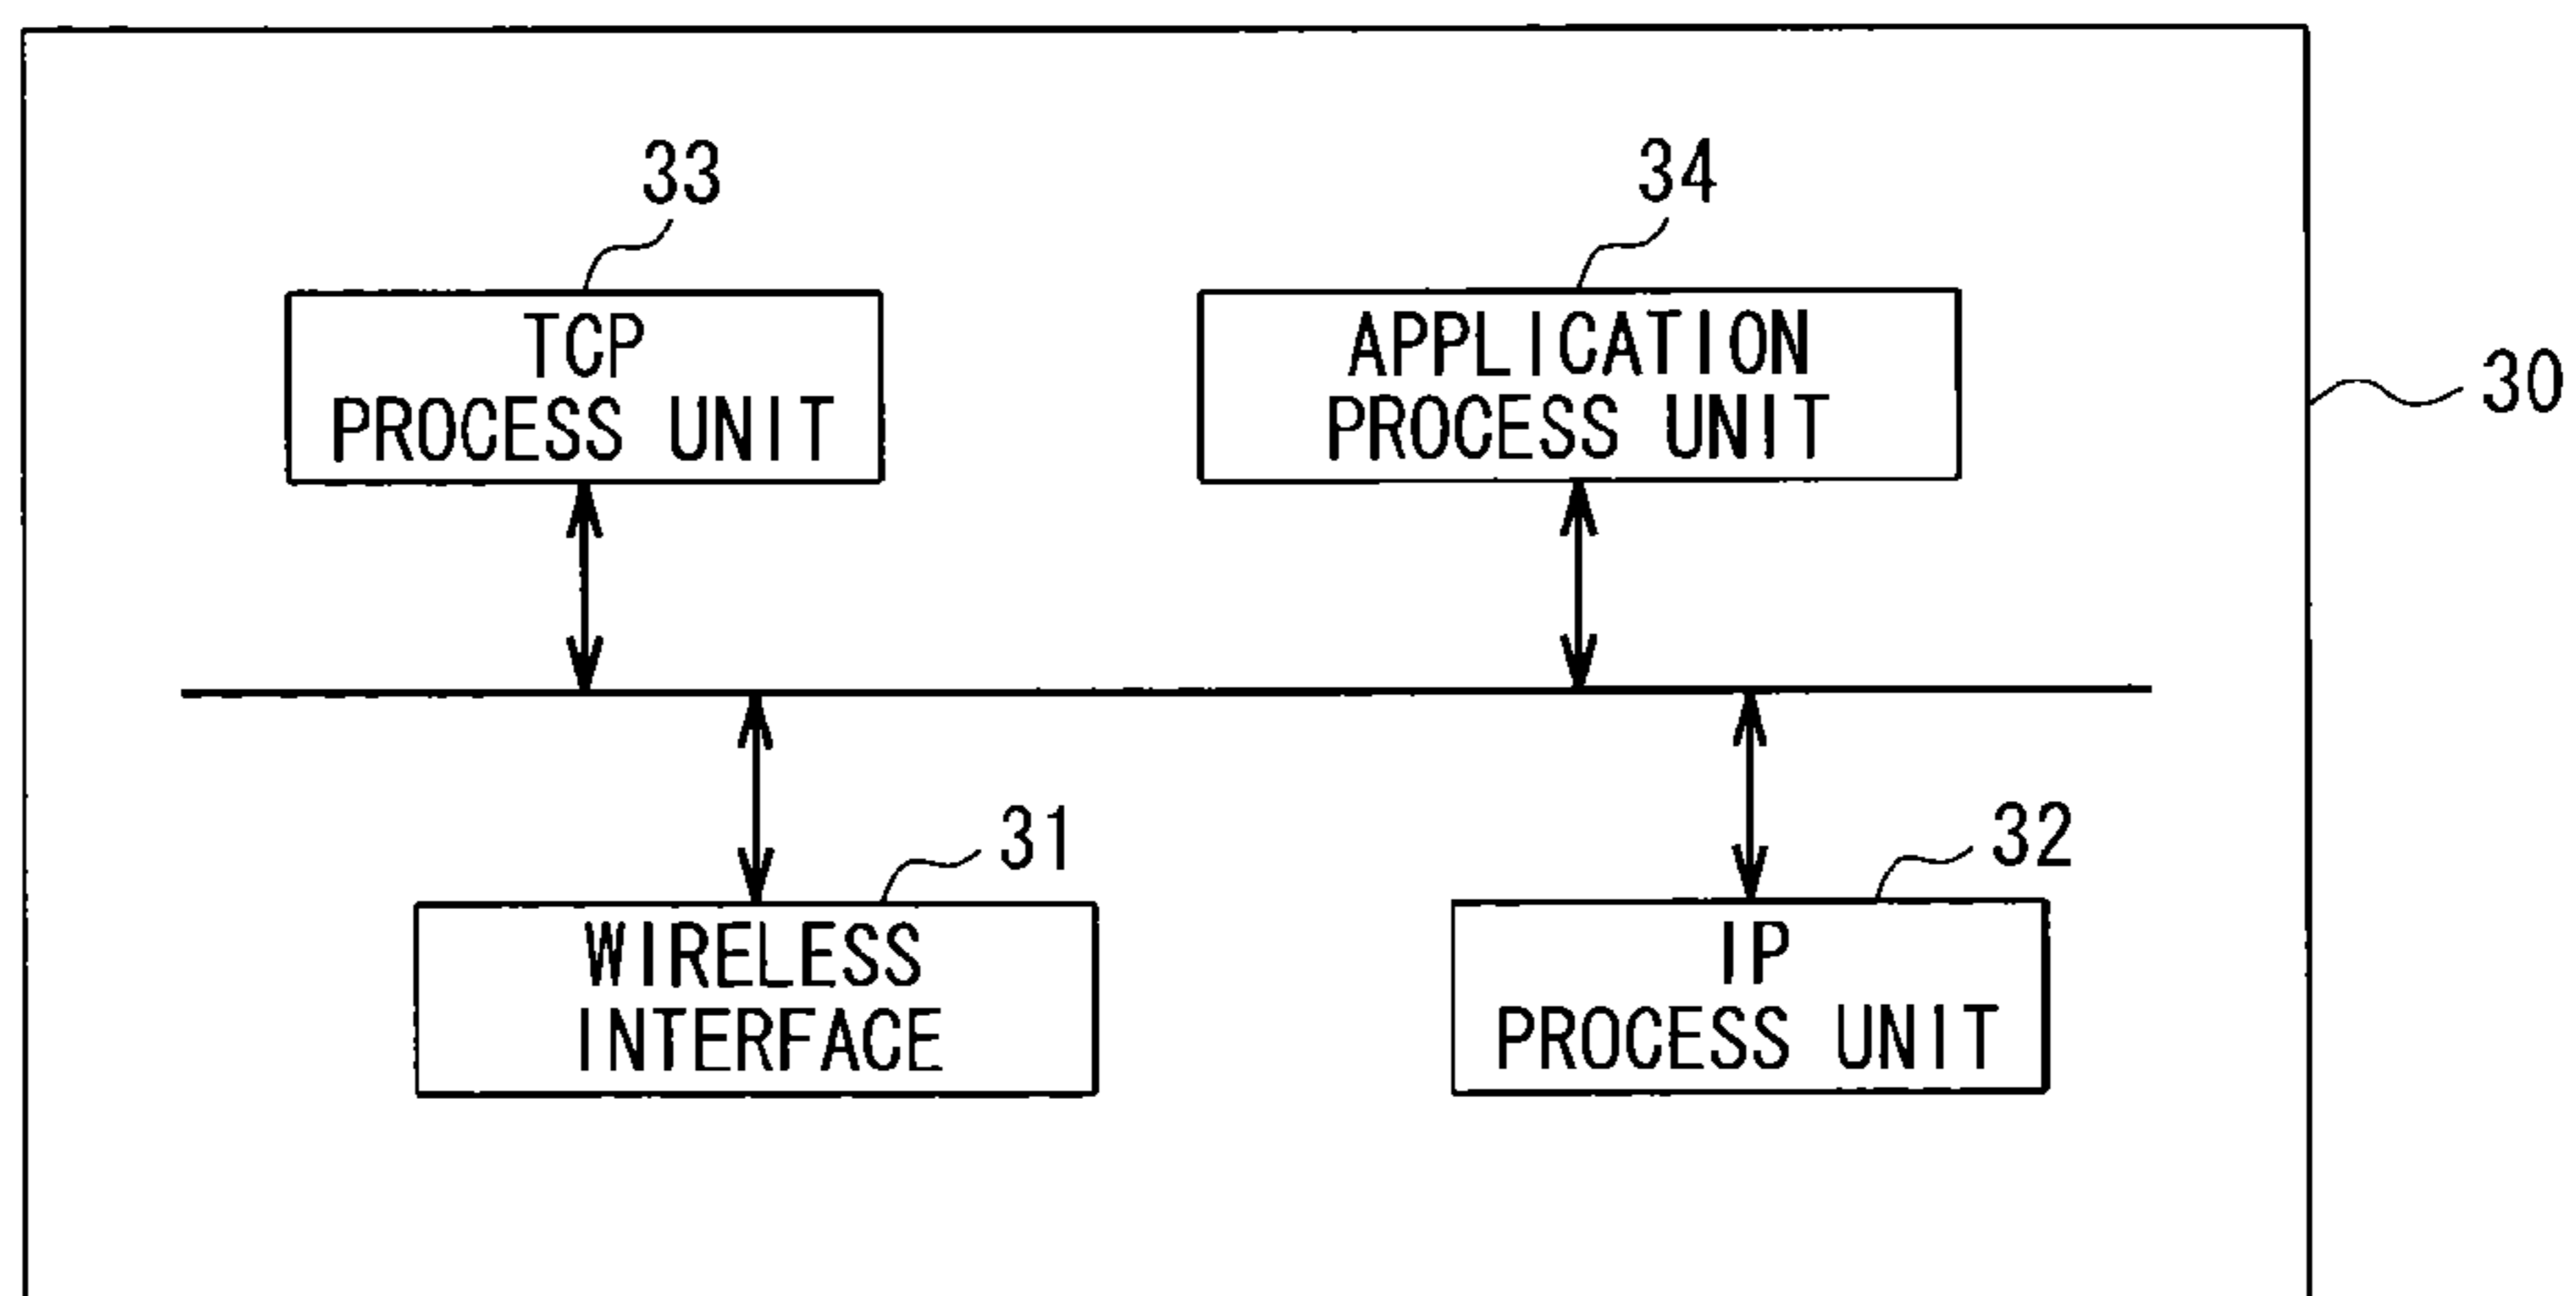 33
34
TCP
PROCESS UNIT
APPLICATION
PROCESS UNIT
30
31
32
WIRELESS
INTERFACE
IP
PROCESS UNIT